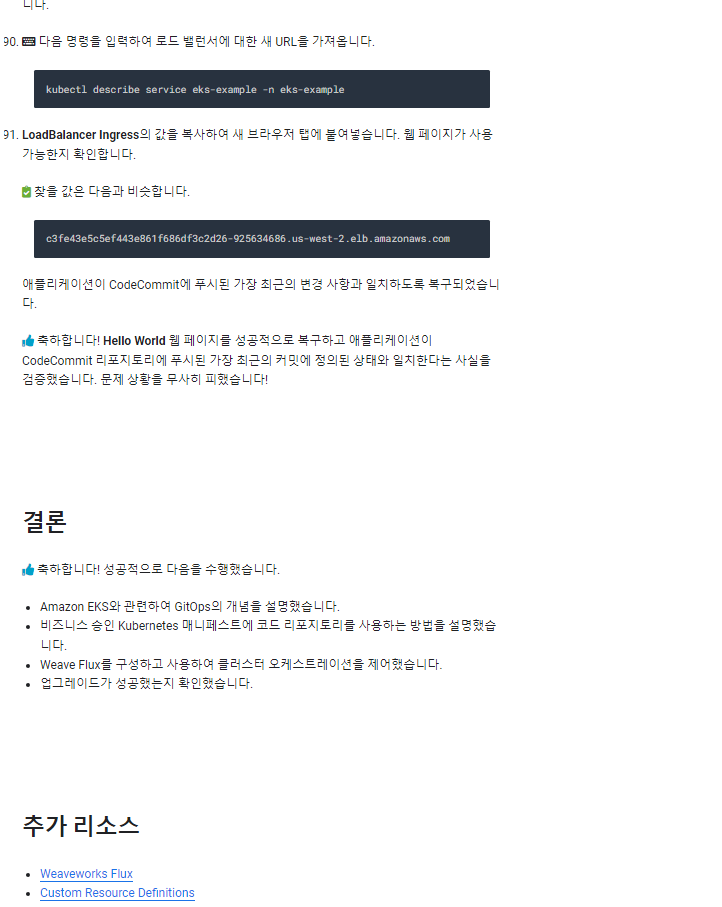 니다.
90. 다음 명령을 입력하여 로드 밸런서에 대한 새 URL을 가져옵니다.
kubectl describe service eks-example -n eks-example
91. LoadBalancer Ingress의 값을 복사하여 새 브라우저 탭에 붙여넣습니다. 웹 페이지가 사용
가능한지 확인합니다.
찾을 값은 다음과 비슷합니다.
c3fe43e5c5ef443e861f686df3c2d26-925634686.us-west-2.elb.amazonaws.com
애플리케이션이 CodeCommit에 푸시된 가장 최근의 변경 사항과 일치하도록 복구되었습니
다.
축하합니다! Hello World 웹 페이지를 성공적으로 복구하고 애플리케이션이
CodeCommit 리포지토리에 푸시된 가장 최근의 커밋에 정의된 상태와 일치한다는 사실을
검증했습니다. 문제 상황을 무사히 피했습니다!
결론
축하합니다! 성공적으로 다음을 수행했습니다.
• Amazon EKS와 관련하여 GitOps의 개념을 설명했습니다.
• 비즈니스 승인 Kubernetes 매니페스트에 코드 리포지토리를 사용하는 방법을 설명했습
니다.
• Weave Flux를 구성하고 사용하여 클러스터 오케스트레이션을 제어했습니다.
• 업그레이드가 성공했는지 확인했습니다.
추가 리소스
• Weaveworks Flux
• Custom Resource Definitions